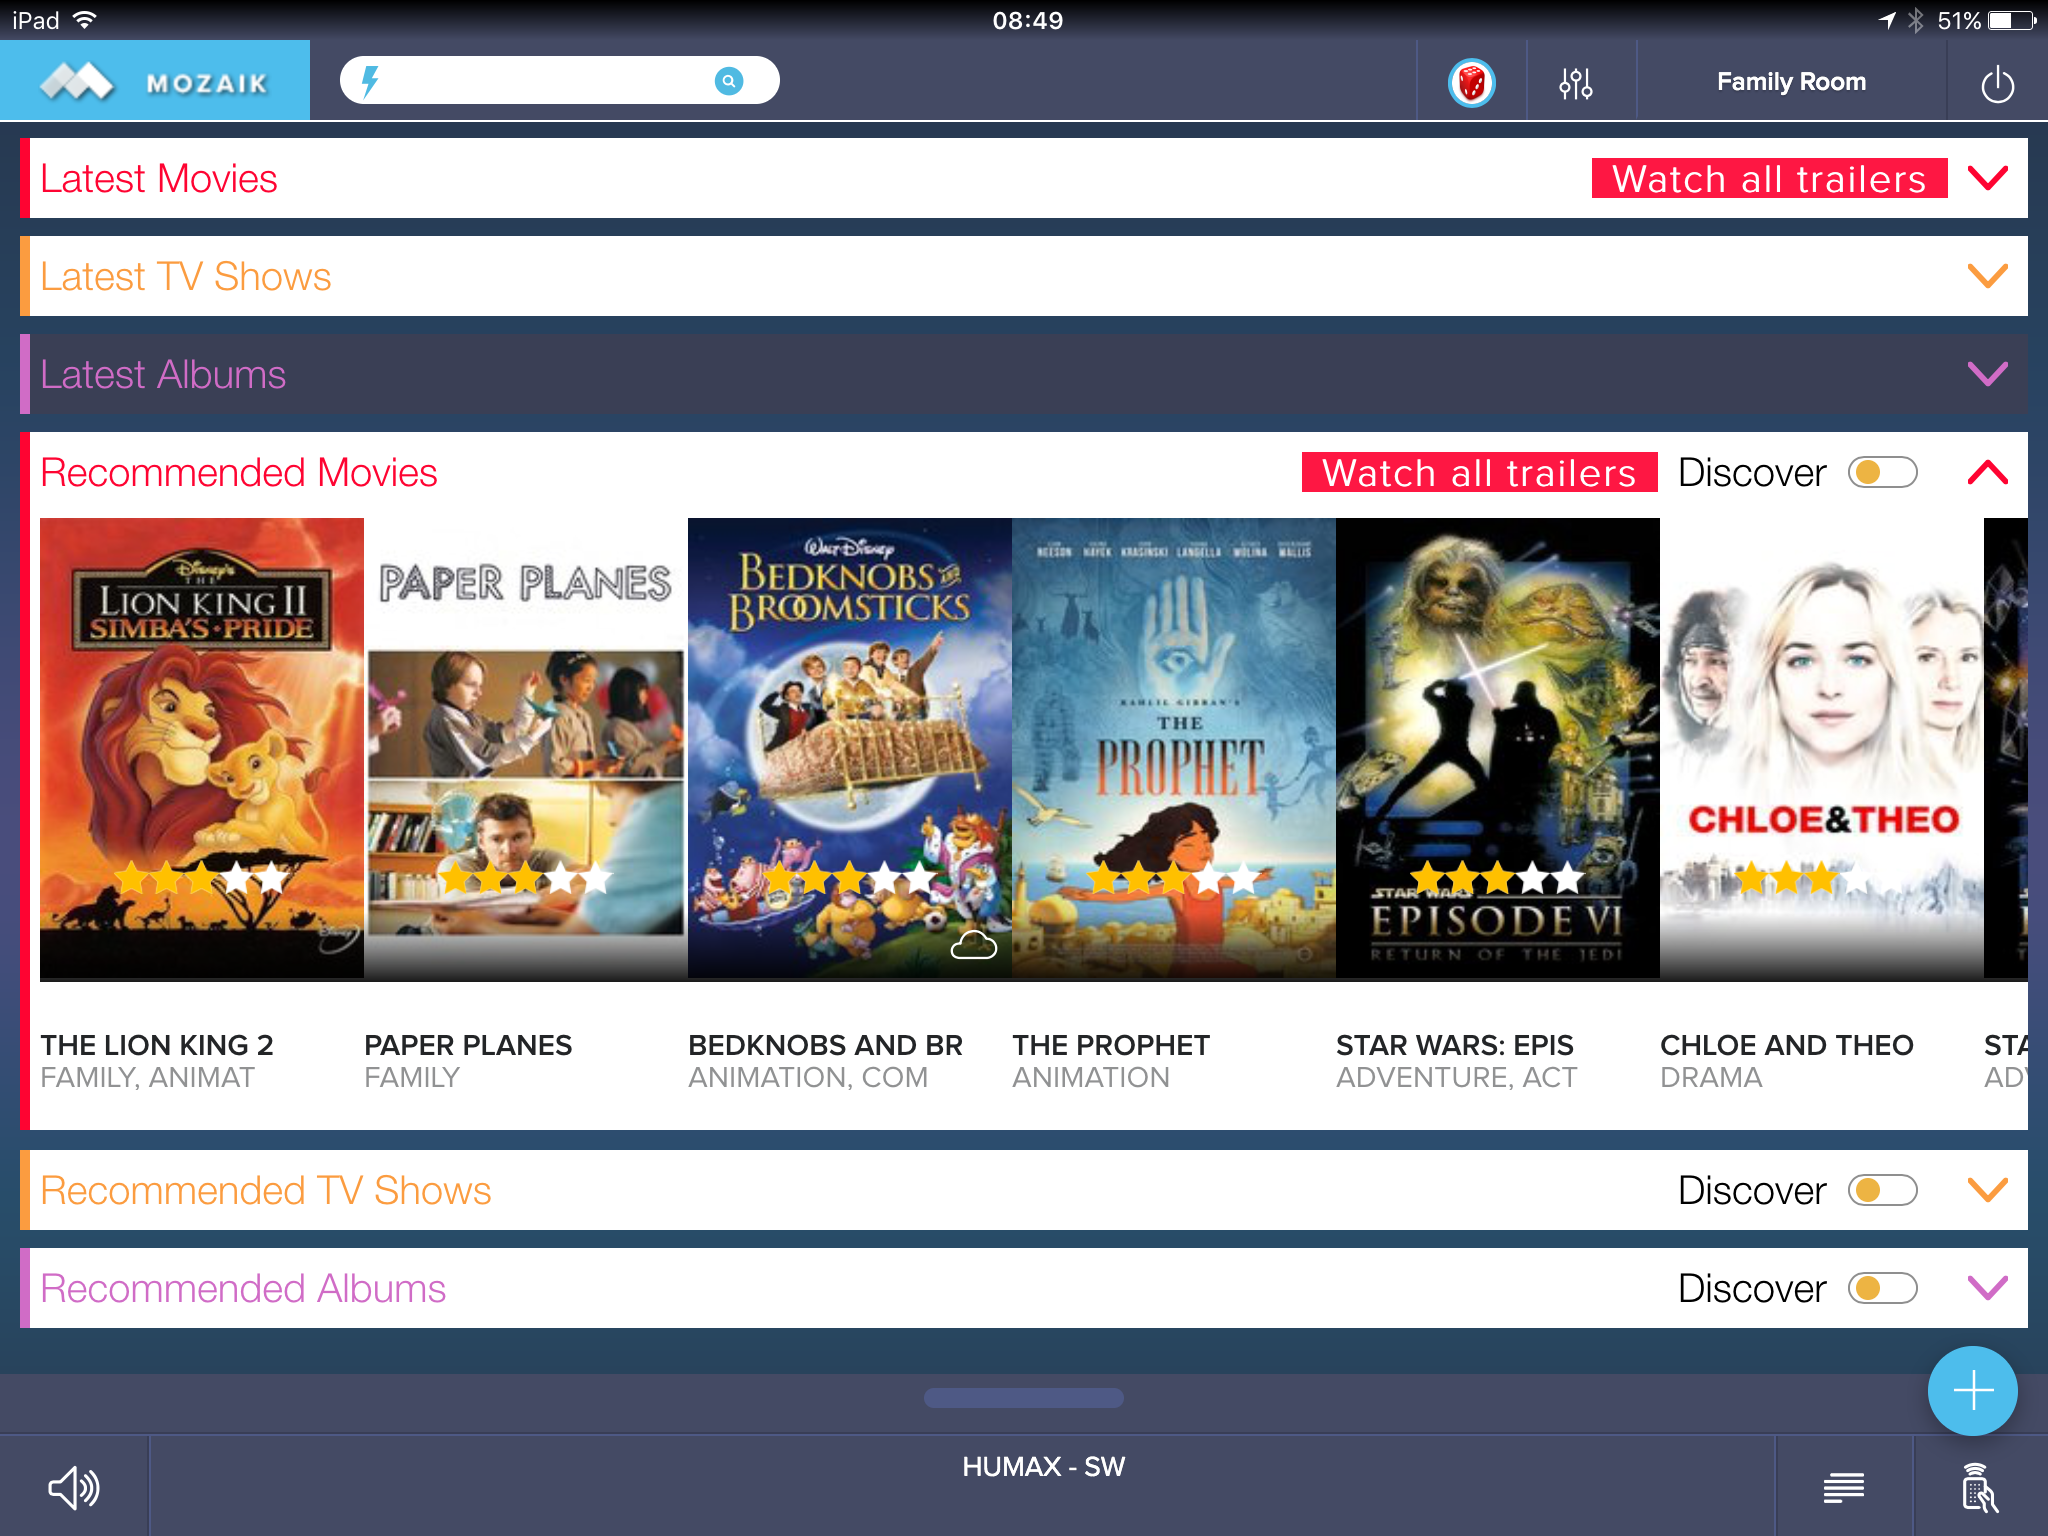 iPad 08:49 51%
MOZAIK Family Room
Latest Movies Watch all trailers
Latest TV Shows
Latest Albums
Recommended Movies Watch all trailers Discover
Disney's
THE
LION KING II
SIMBA'S • PRIDE
Disney
PAPER PLANES
WALT DISNEY
BEDKNOBS AND
BROOMSTICKS
NEESON HAYEK KRASINSKI LANGELLA MOLINA WALLIS
KAHLIL GIBRAN'S
THE
PROPHET
STAR WARS
EPISODE VI
RETURN OF THE JEDI
CHLOE&THEO
THE LION KING 2 PAPER PLANES BEDKNOBS AND BR THE PROPHET STAR WARS: EPIS CHLOE AND THEO STA
FAMILY, ANIMAT FAMILY ANIMATION, COM ANIMATION ADVENTURE, ACT DRAMA AD
Recommended TV Shows Discover
Recommended Albums Discover
HUMAX - SW